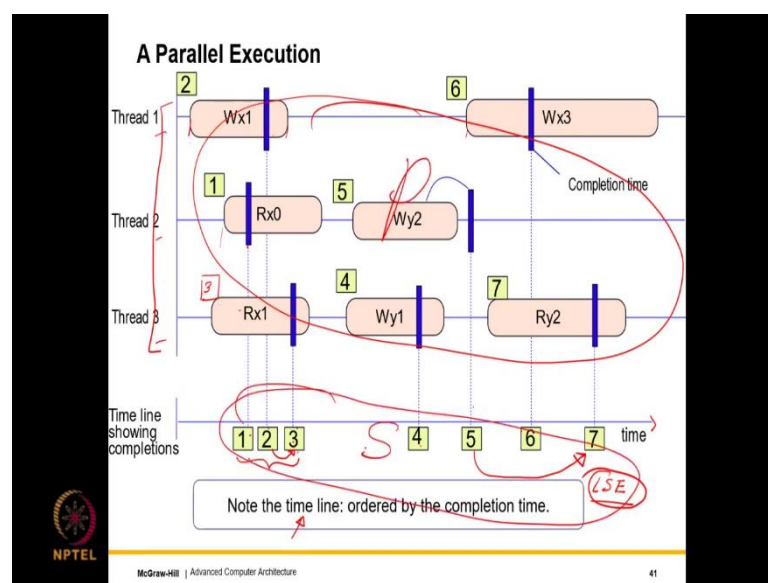 A Parallel Execution
2
6
Thread 1
Wx1
Wx3
Completion time
1
5
Thread 2
Rx0
Wy2
P
3
4
7
Thread 3
Rx1
Wy1
Ry2
Time line
showing
completions
1 2 3 S 4 5 6 7 time
LSE
Note the time line: ordered by the completion time.
NPTEL
McGraw-Hill | Advanced Computer Architecture 41